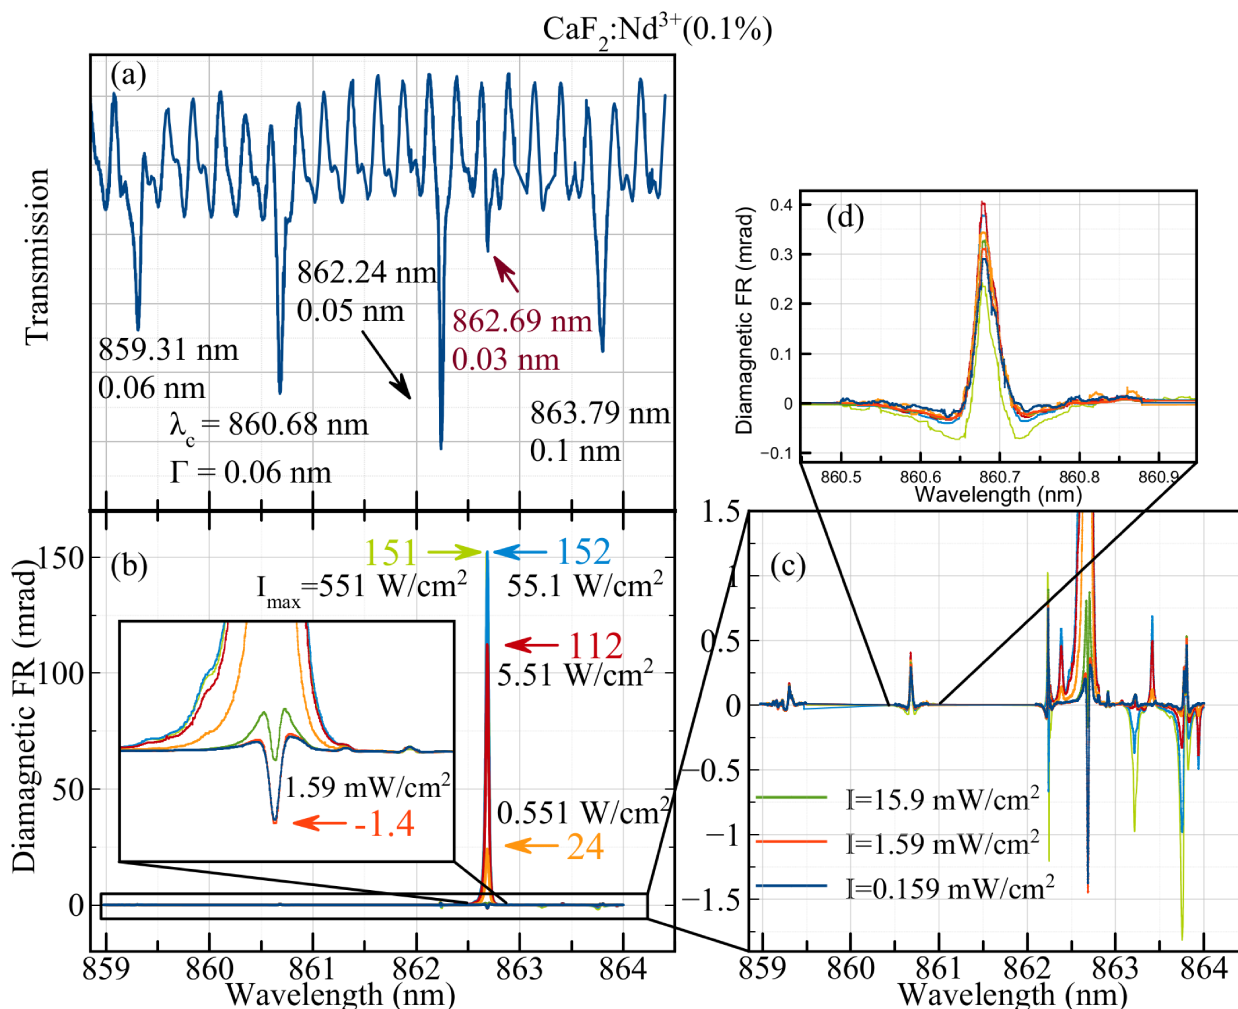 CaF₂:Nd³⁺(0.1%)
(a)
Transmission
859.31 nm
0.06 nm
λc = 860.68 nm
Γ = 0.06 nm
862.24 nm
0.05 nm
862.69 nm
0.03 nm
863.79 nm
0.1 nm
(d)
Diamagnetic FR (mrad)
0.4
0.3
0.2
0.1
0
−0.1
860.5 860.6 860.7 860.8 860.9
Wavelength (nm)
(b)
Diamagnetic FR (mrad)
150
100
50
0
151
152
Imax=551 W/cm²
55.1 W/cm²
112
5.51 W/cm²
1.59 mW/cm²
-1.4
0.551 W/cm²
24
859 860 861 862 863 864
Wavelength (nm)
(c)
1.5
1
0.5
0
−0.5
−1
−1.5
I=15.9 mW/cm²
I=1.59 mW/cm²
I=0.159 mW/cm²
859 860 861 862 863 864
Wavelength (nm)